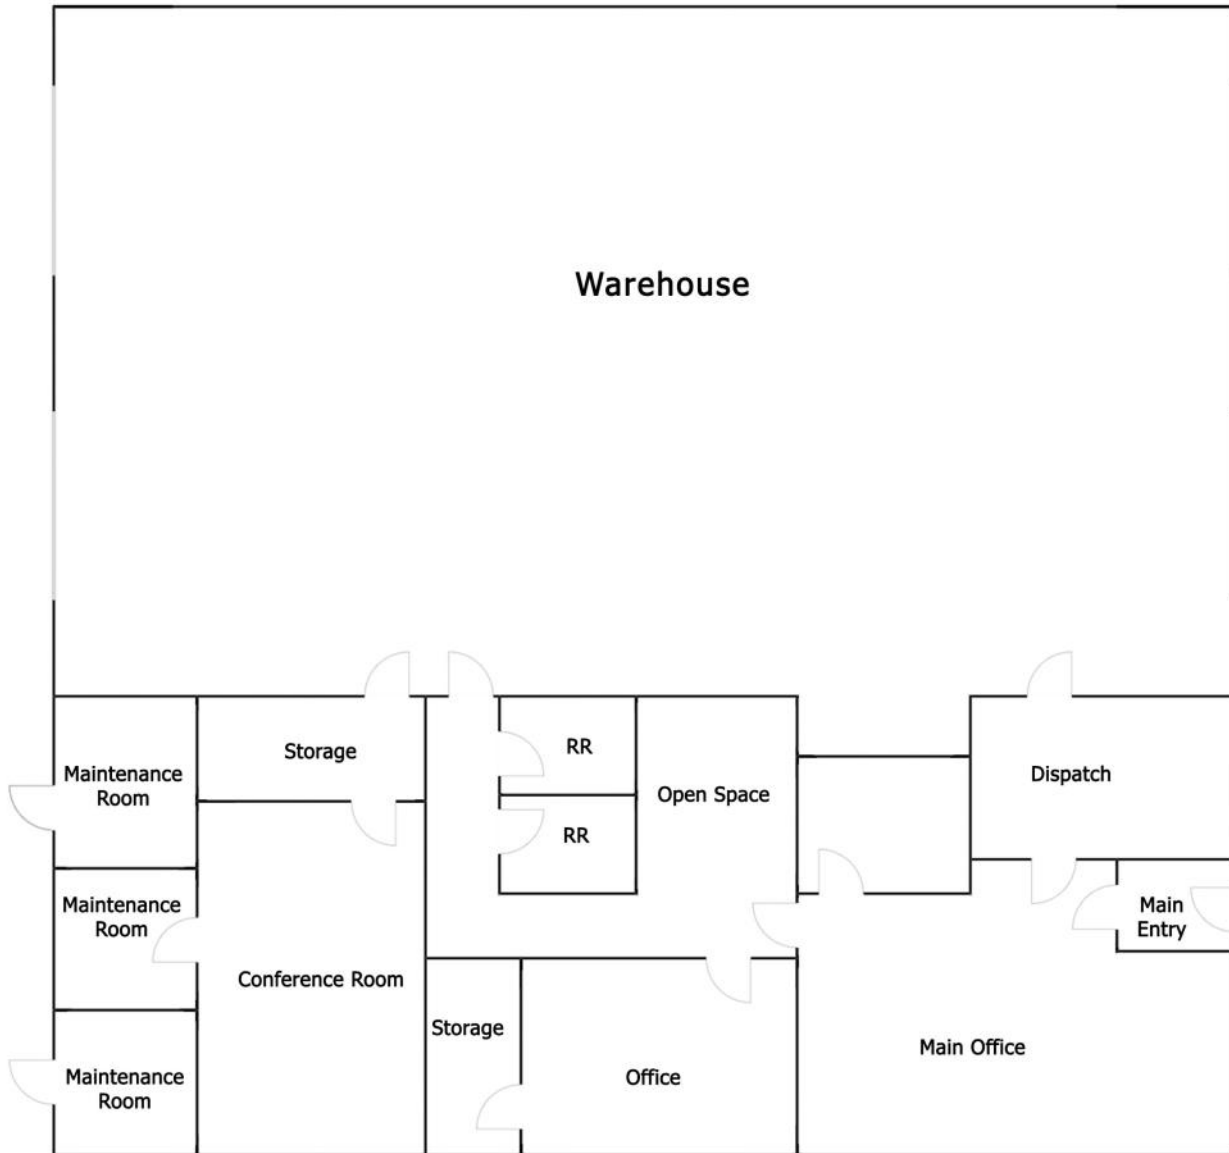 Warehouse
Storage
RR
Maintenance
Room
Open Space
Dispatch
RR
Maintenance
Room
Main
Entry
Conference Room
Storage
Main Office
Maintenance
Room
Office